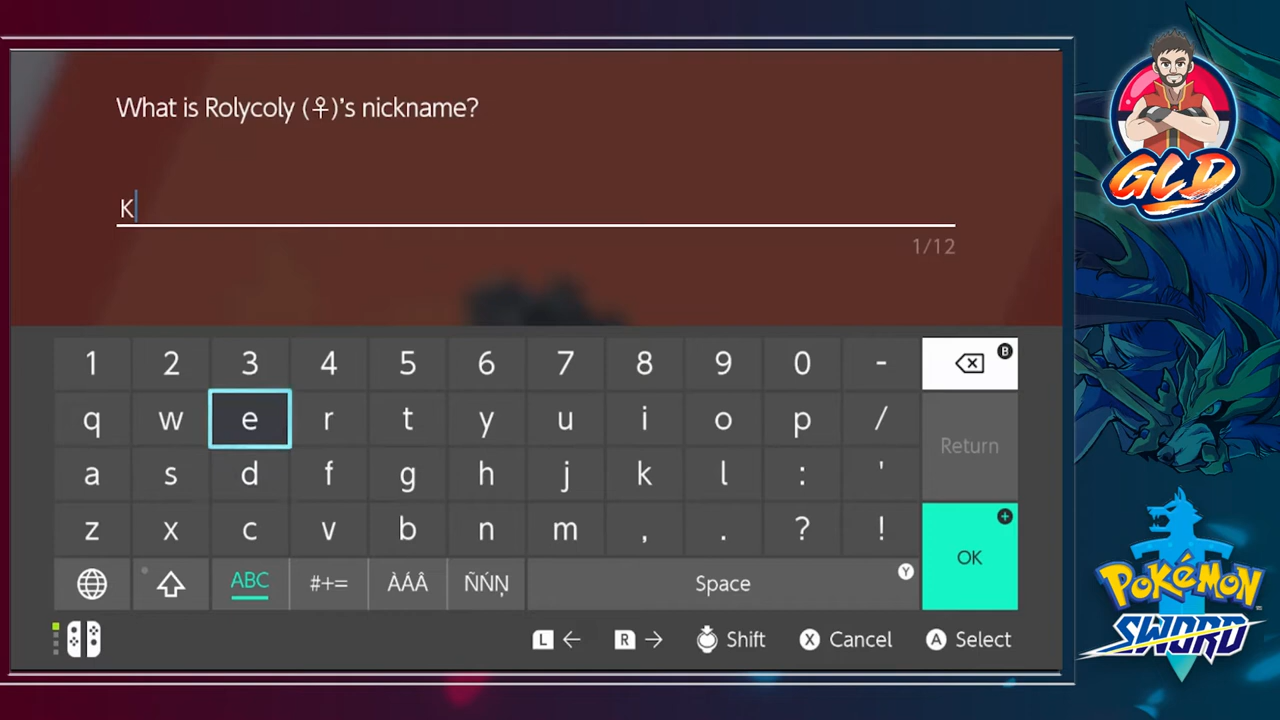 What is Rolycoly (♀)'s nickname?
K
1/12
1 2 3 4 5 6 7 8 9 0 - B
q w e r t y u i o p /
Return
a s d f g h j k l : '
z x c v b n m , . ? ! OK +
ABC #+= ÀÁÂ ÑŃŅ Space Y
L ← R → Shift X Cancel A Select
GLD
POKÉMON
SWORD